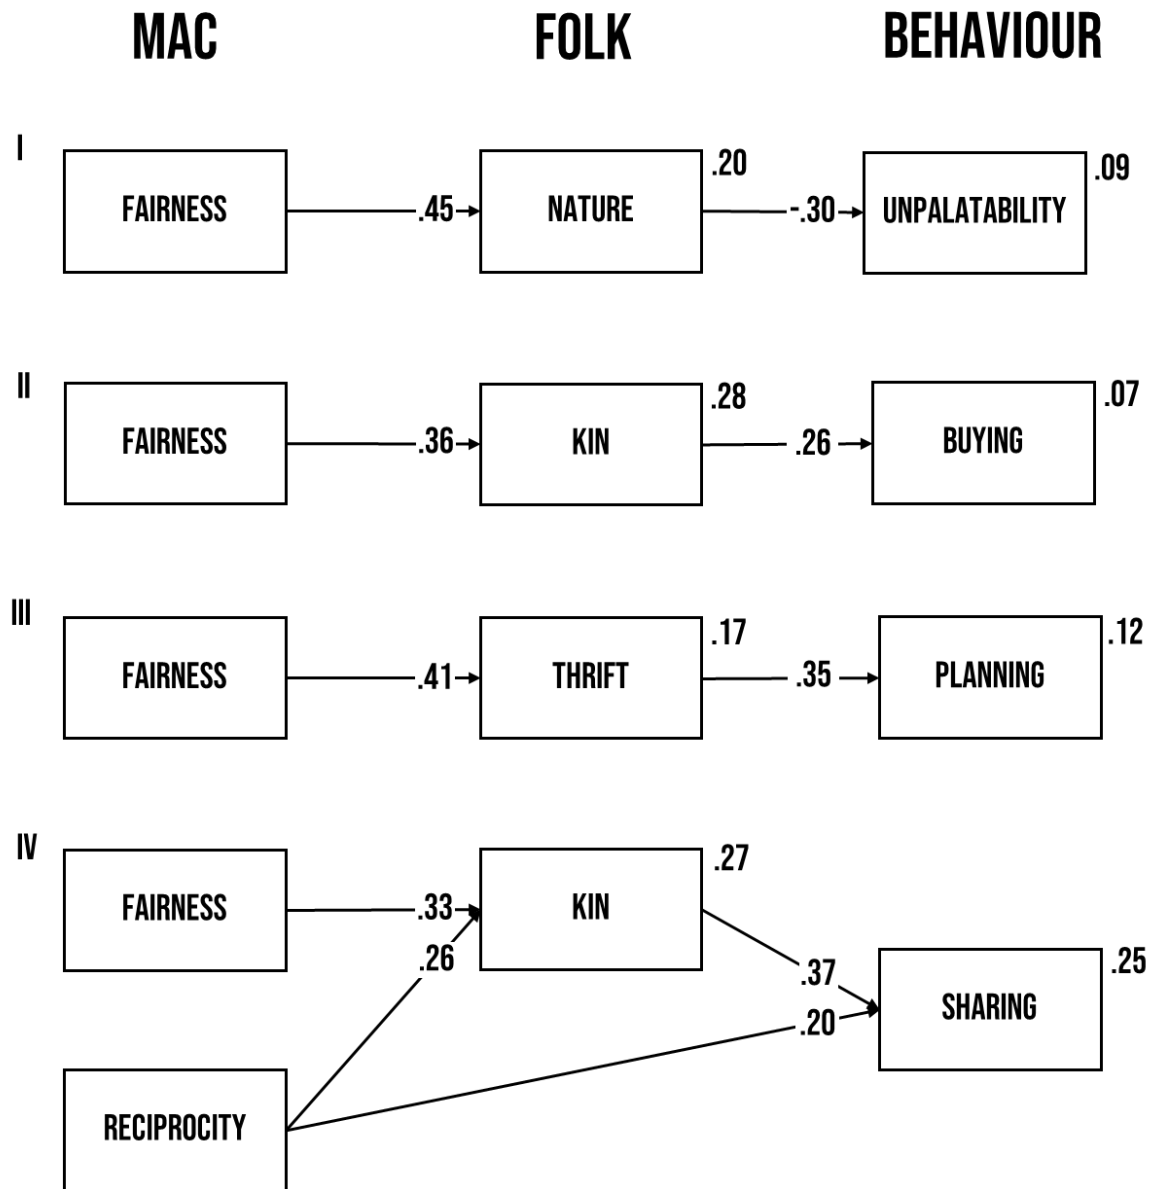 MAC FOLK BEHAVIOUR
I
FAIRNESS .45 NATURE .20 -.30 UNPALATABILITY .09
II
FAIRNESS .36 KIN .28 .26 BUYING .07
III
FAIRNESS .41 THRIFT .17 .35 PLANNING .12
IV
FAIRNESS .33 KIN .27
.26
.37
.20
SHARING .25
RECIPROCITY